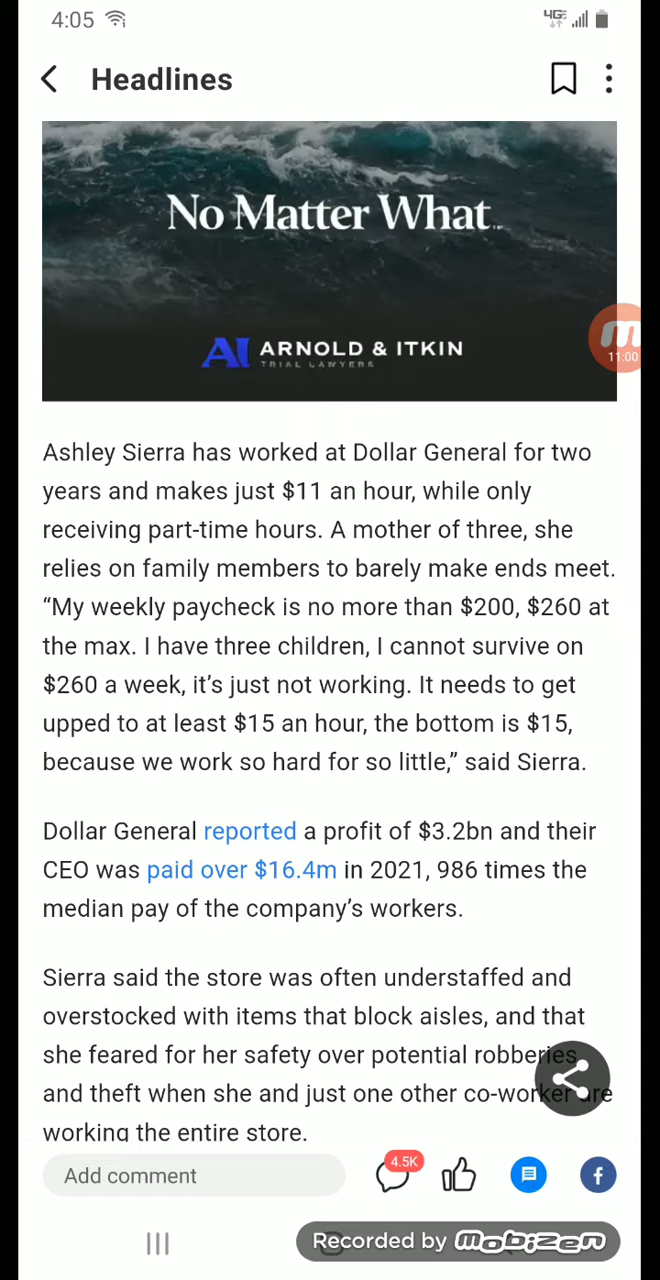 4:05
4GE
Headlines
No Matter What
AI ARNOLD & ITKIN
TRIAL LAWYERS
11:00
Ashley Sierra has worked at Dollar General for two
years and makes just $11 an hour, while only
receiving part-time hours. A mother of three, she
relies on family members to barely make ends meet.
“My weekly paycheck is no more than $200, $260 at
the max. I have three children, I cannot survive on
$260 a week, it’s just not working. It needs to get
upped to at least $15 an hour, the bottom is $15,
because we work so hard for so little,” said Sierra.
Dollar General reported a profit of $3.2bn and their
CEO was paid over $16.4m in 2021, 986 times the
median pay of the company’s workers.
Sierra said the store was often understaffed and
overstocked with items that block aisles, and that
she feared for her safety over potential robberies
and theft when she and just one other co-worker are
working the entire store.
Add comment
4.5K
Recorded by mobizen